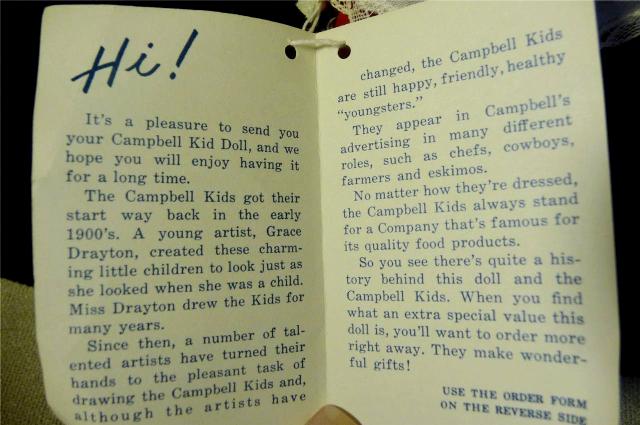 Hi!
It's a pleasure to send you
your Campbell Kid Doll, and we
hope you will enjoy having it
for a long time.
The Campbell Kids got their
start way back in the early
1900's. A young artist, Grace
Drayton, created these charm-
ing little children to look just as
she looked when she was a child.
Miss Drayton drew the Kids for
many years.
Since then, a number of tal-
ented artists have turned their
hands to the pleasant task of
drawing the Campbell Kids and,
although the artists have
changed, the Campbell Kids
are still happy, friendly, healthy
"youngsters."
They appear in Campbell's
advertising in many different
roles, such as chefs, cowboys,
farmers and eskimos.
No matter how they're dressed,
the Campbell Kids always stand
for a Company that's famous for
its quality food products.
So you see there's quite a his-
tory behind this doll and the
Campbell Kids. When you find
what an extra special value this
doll is, you'll want to order more
right away. They make wonder-
ful gifts!
USE THE ORDER FORM
ON THE REVERSE SIDE